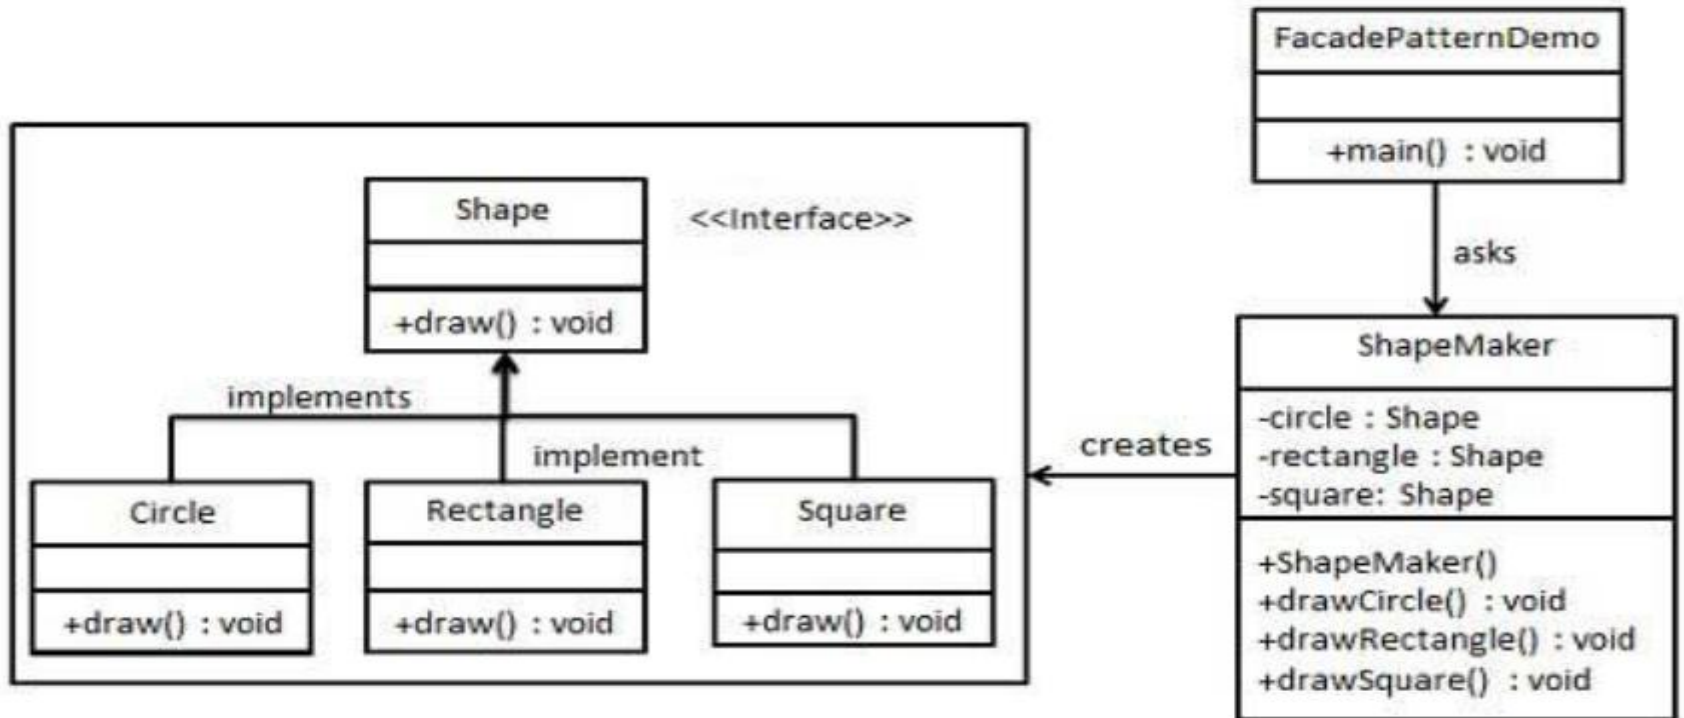 FacadePatternDemo
+main() : void
asks
Shape
<<Interface>>
+draw() : void
implements
implement
Circle
+draw() : void
Rectangle
+draw() : void
Square
+draw() : void
creates
ShapeMaker
-circle : Shape
-rectangle : Shape
-square: Shape
+ShapeMaker()
+drawCircle() : void
+drawRectangle() : void
+drawSquare() : void